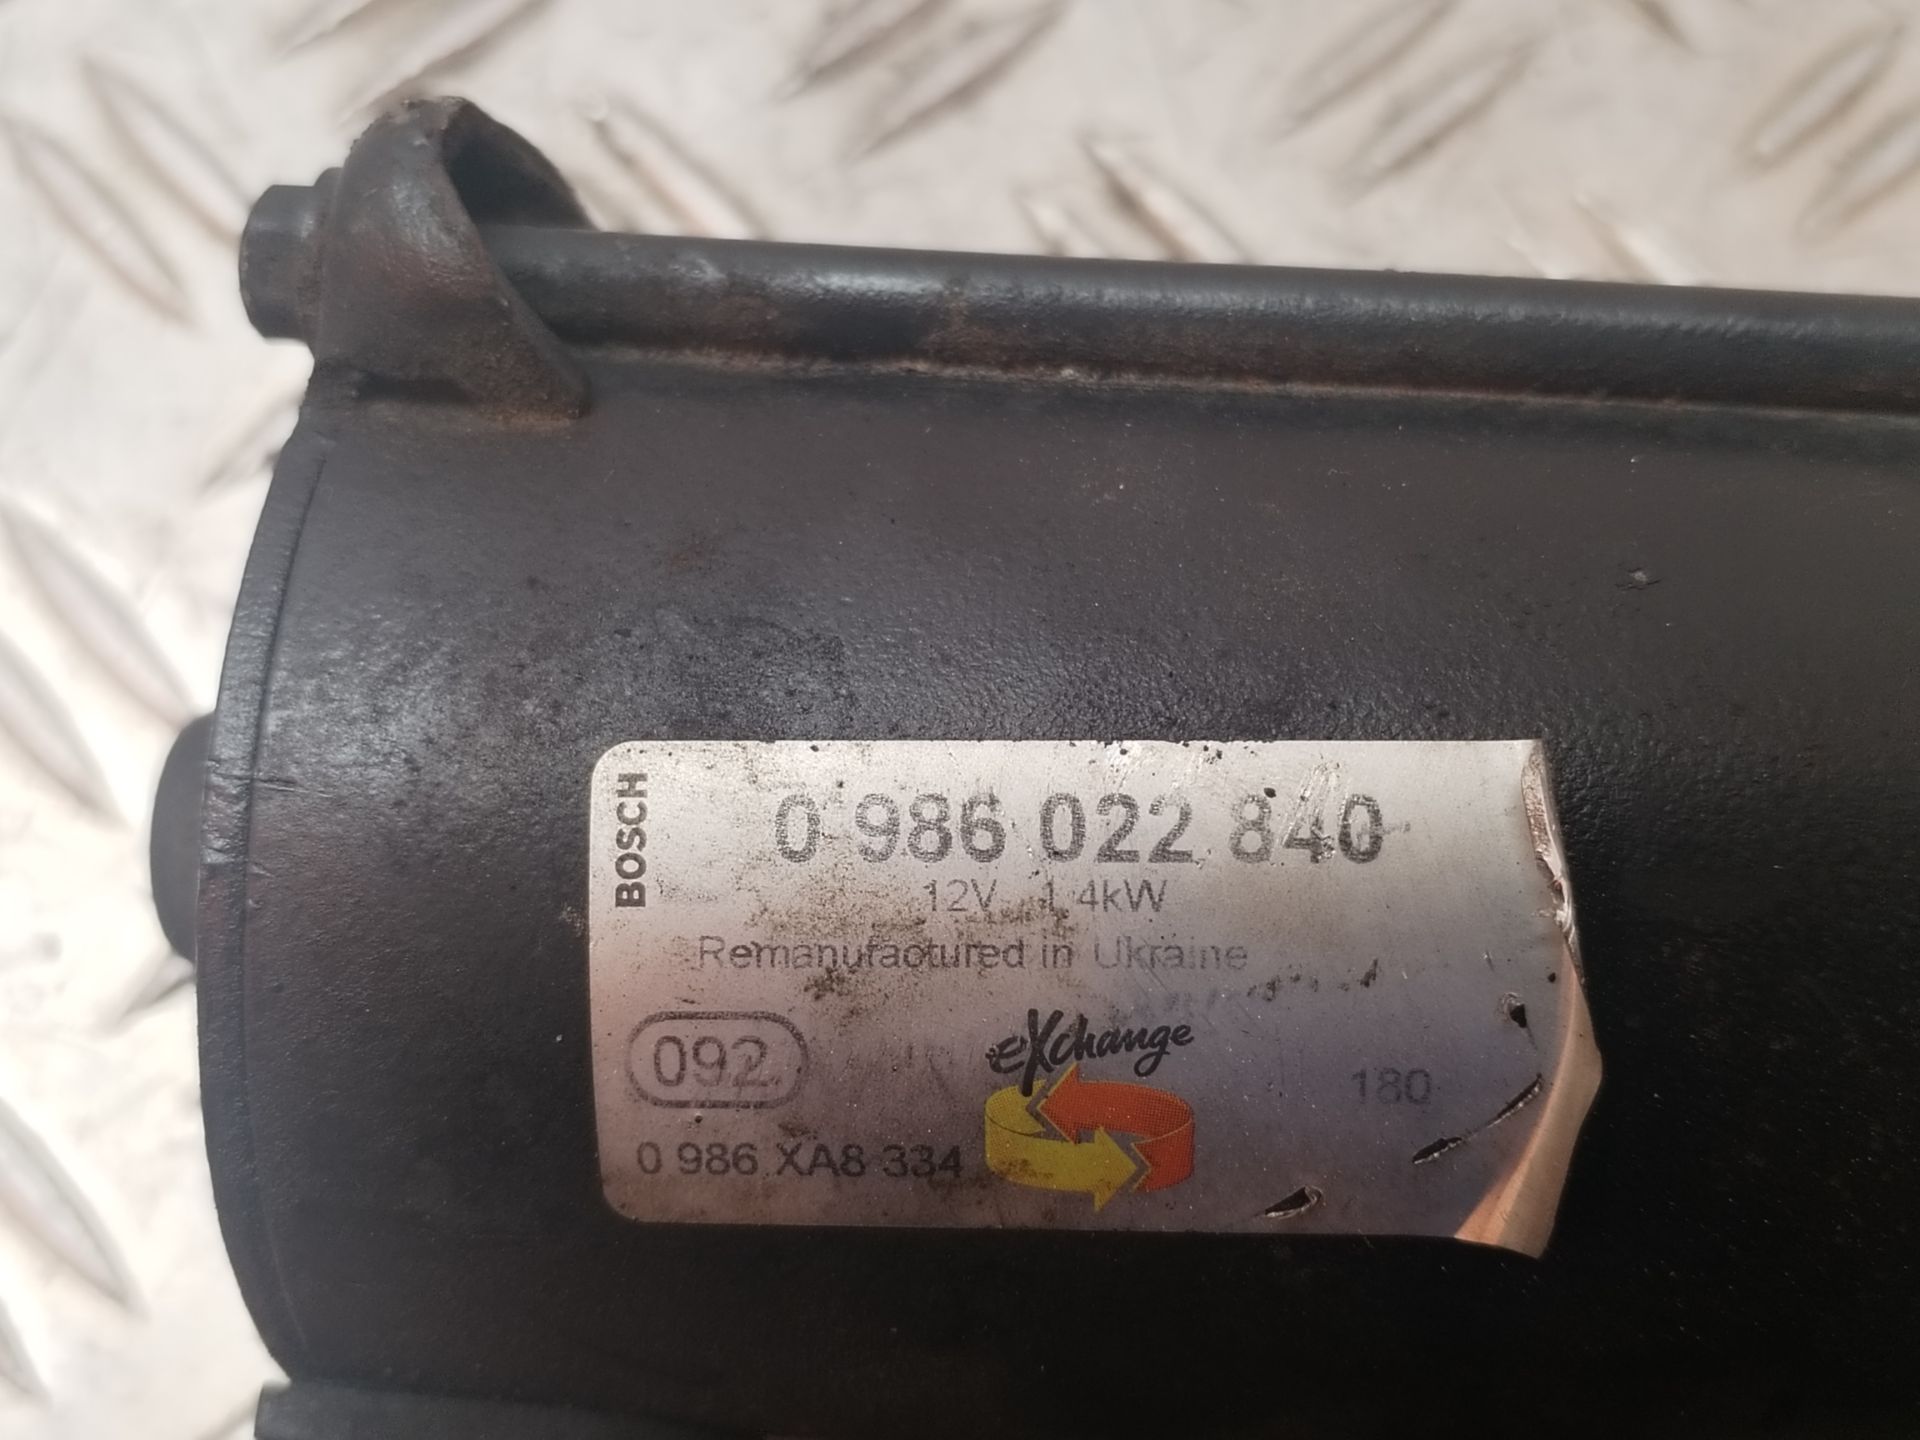 BOSCH
0 986 022 840
12V 1.4kW
Remanufactured in Ukraine
092
eXchange
180
0 986 XA8 334